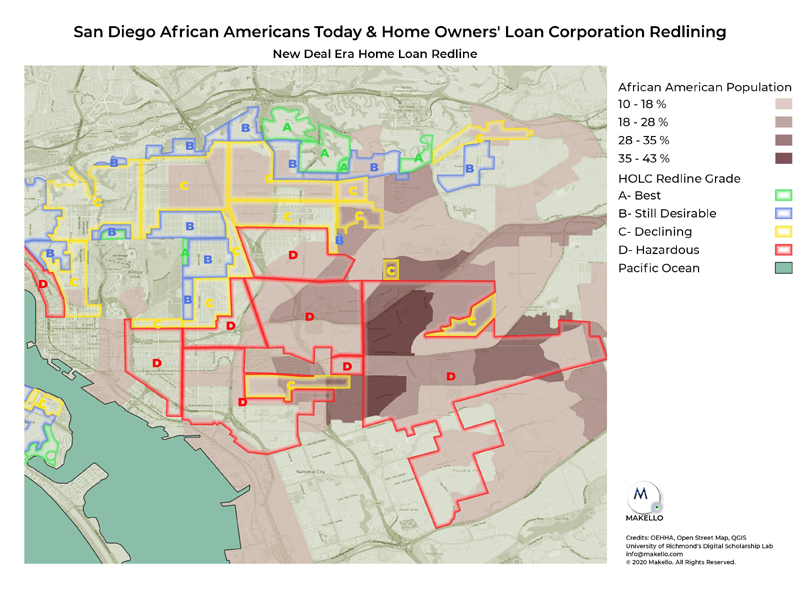 San Diego African Americans Today & Home Owners' Loan Corporation Redlining
New Deal Era Home Loan Redline
African American Population
10 - 18 %
18 - 28 %
28 - 35 %
35 - 43 %
HOLC Redline Grade
A- Best
B- Still Desirable
C- Declining
D- Hazardous
Pacific Ocean
B
A
B
A
B
B
A
B
A
C
B
C
C
C
C
C
C
B
B
B
B
A
B
D
C
D
C
B
C
C
D
D
C
C
D
D
D
C
D
D
C
National City
M
MAKELLO
Credits: OEHHA, Open Street Map, QGIS
University of Richmond's Digital Scholarship Lab
info@makello.com
© 2020 Makello. All Rights Reserved.